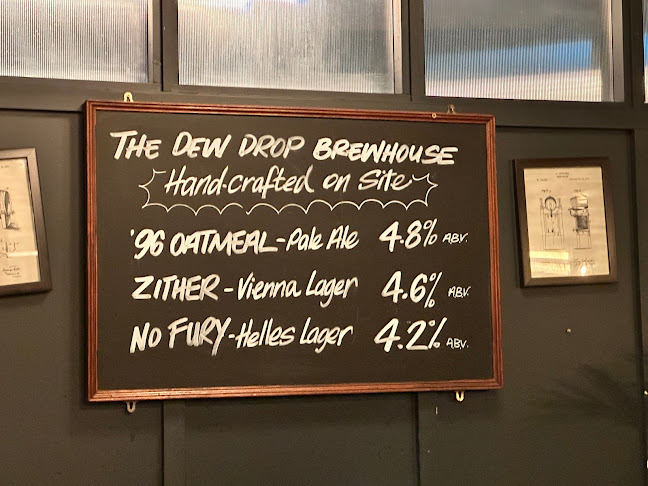 THE DEW DROP BREWHOUSE
Hand-crafted on Site
'96 OATMEAL - Pale Ale 4.8% ABV.
ZITHER - Vienna Lager 4.6% ABV.
NO FURY - Helles Lager 4.2% ABV.